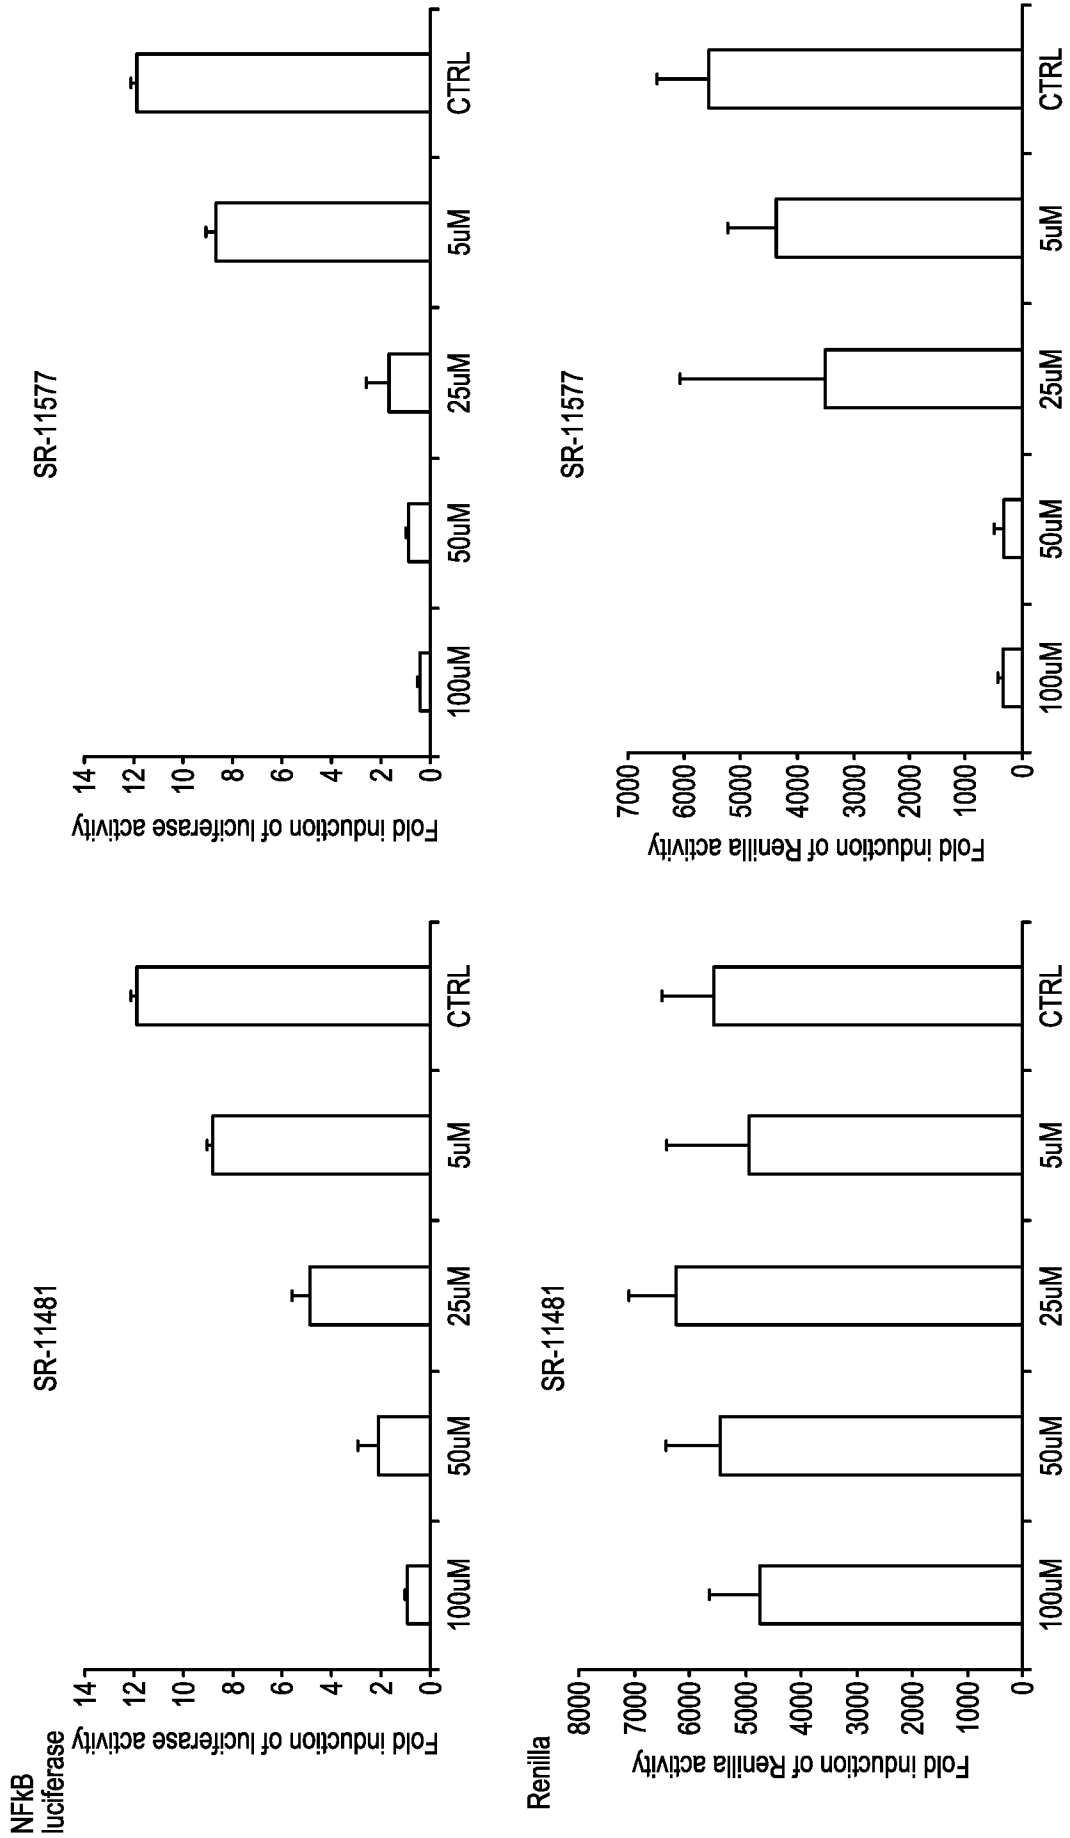 NFkB
luciferase
SR-11481
Fold induction of luciferase activity
14
12
10
8
6
4
2
0
100uM
50uM
25uM
5uM
CTRL
SR-11577
Fold induction of luciferase activity
14
12
10
8
6
4
2
0
100uM
50uM
25uM
5uM
CTRL
Renilla
SR-11481
Fold induction of Renilla activity
8000
7000
6000
5000
4000
3000
2000
1000
0
100uM
50uM
25uM
5uM
CTRL
SR-11577
Fold induction of Renilla activity
7000
6000
5000
4000
3000
2000
1000
0
100uM
50uM
25uM
5uM
CTRL